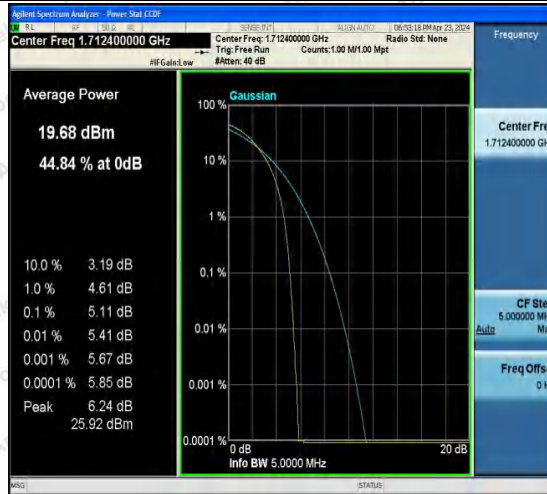 Agilent Spectrum Analyzer - Power Stat CCDF
RL RF 50 Ω SENSE:INT ALIGN AUTO 06:53:18 PM Apr 23, 2024
Center Freq 1.712400000 GHz
Center Freq: 1.712400000 GHz Radio Std: None
Trig: Free Run Counts:1.00 M/1.00 Mpt
#IFGain:Low #Atten: 40 dB
Frequency
Average Power
19.68 dBm
44.84 % at 0dB
10.0 % 3.19 dB
1.0 % 4.61 dB
0.1 % 5.11 dB
0.01 % 5.41 dB
0.001 % 5.67 dB
0.0001 % 5.85 dB
Peak 6.24 dB
25.92 dBm
Gaussian
100 %
10 %
1 %
0.1 %
0.01 %
0.001 %
0.0001 %
0 dB 20 dB
Info BW 5.0000 MHz
Center Fre
1.712400000 GH
CF Ste
5.000000 MH
Auto Ma
Freq Offs
0 H
MSG STATUS